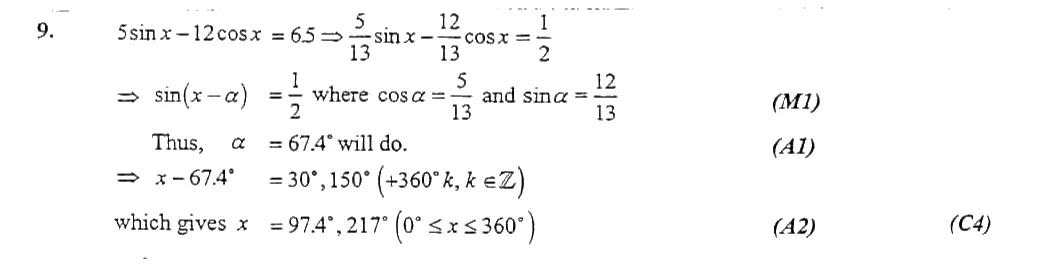 9. 5 sin x – 12 cos x = 65 ⇒ 5/13 sin x – 12/13 cos x = 1/2
⇒ sin(x – α) = 1/2 where cos α = 5/13 and sin α = 12/13 (M1)
Thus, α = 67.4° will do. (A1)
⇒ x – 67.4° = 30°, 150° (+360° k, k ∈ ℤ)
which gives x = 97.4°, 217° (0° ≤ x ≤ 360°) (A2) (C4)